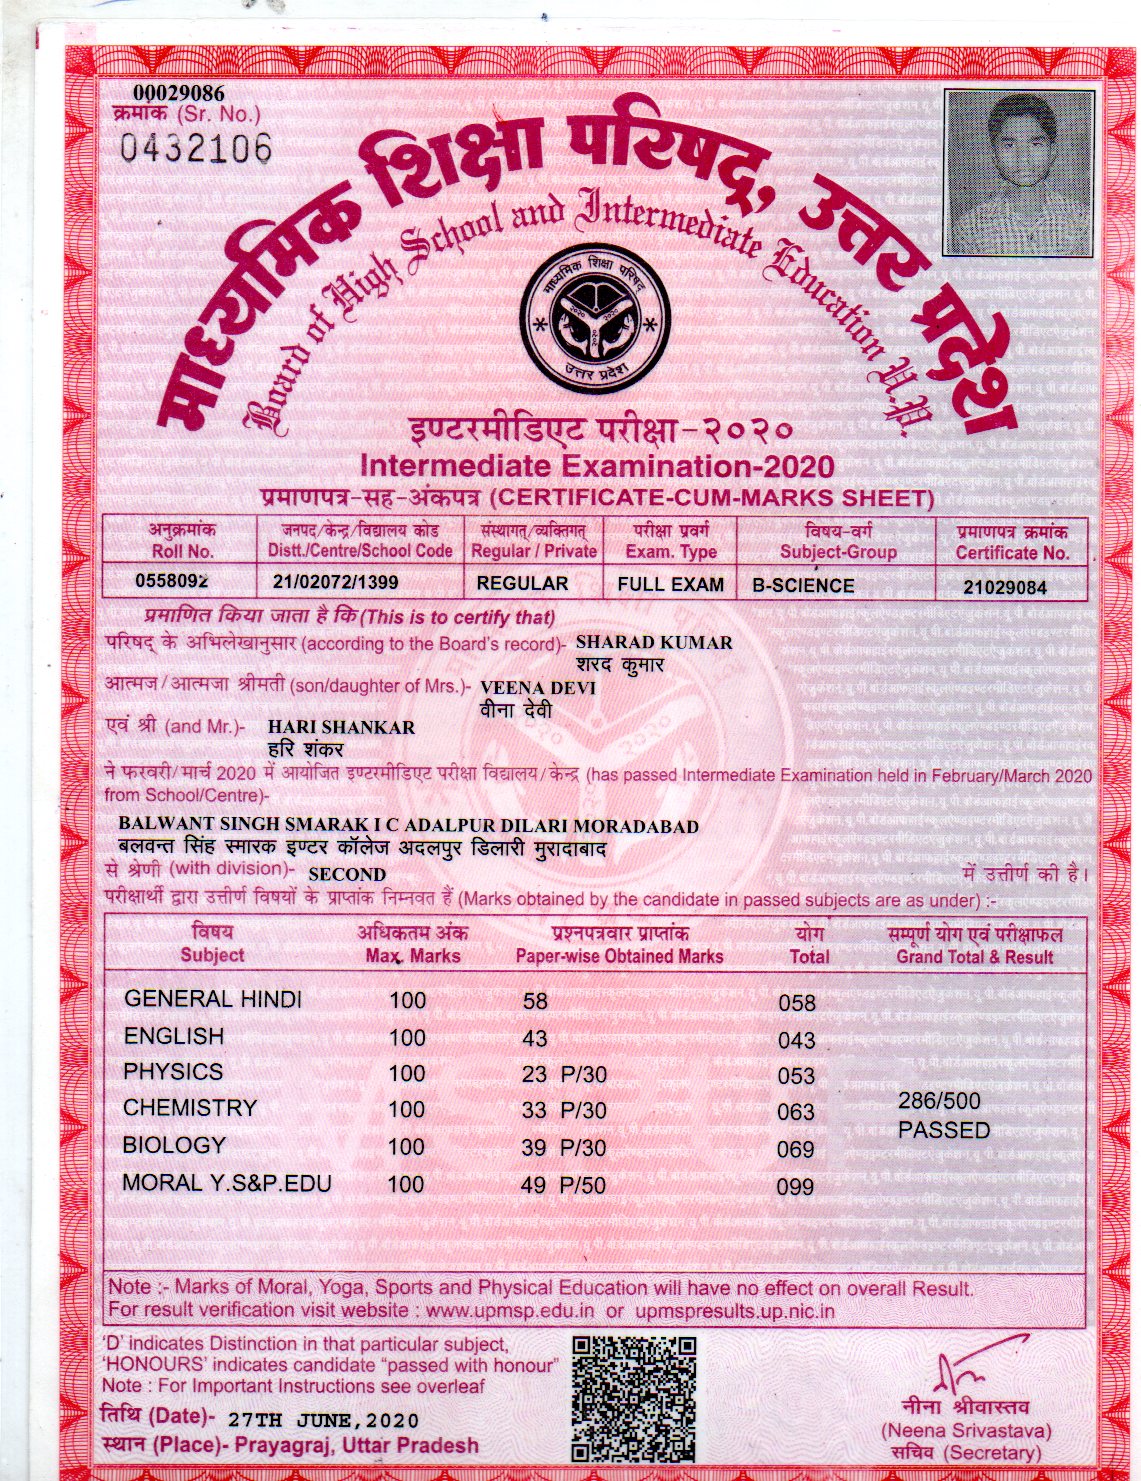 00029086
क्रमांक (Sr. No.)
0432106
माध्यमिक शिक्षा परिषद्, उत्तर प्रदेश
Board of High School and Intermediate Education U.P.
माध्यमिक शिक्षा परिषद्
उत्तर प्रदेश
इण्टरमीडिएट परीक्षा-२०२०
Intermediate Examination-2020
प्रमाणपत्र-सह-अंकपत्र (CERTIFICATE-CUM-MARKS SHEET)
अनुक्रमांक जनपद/केन्द्र/विद्यालय कोड संस्थागत/व्यक्तिगत परीक्षा प्रवर्ग विषय-वर्ग प्रमाणपत्र क्रमांक
Roll No. Distt./Centre/School Code Regular / Private Exam. Type Subject-Group Certificate No.
0558092 21/02072/1399 REGULAR FULL EXAM B-SCIENCE 21029084
प्रमाणित किया जाता है कि (This is to certify that)
परिषद् के अभिलेखानुसार (according to the Board's record)- SHARAD KUMAR
शरद कुमार
आत्मज/आत्मजा श्रीमती (son/daughter of Mrs.)- VEENA DEVI
वीना देवी
एवं श्री (and Mr.)- HARI SHANKAR
हरि शंकर
ने फरवरी/मार्च 2020 में आयोजित इण्टरमीडिएट परीक्षा विद्यालय/केन्द्र (has passed Intermediate Examination held in February/March 2020
from School/Centre)-
BALWANT SINGH SMARAK I C ADALPUR DILARI MORADABAD
बलवन्त सिंह स्मारक इण्टर कॉलेज अदलपुर डिलारी मुरादाबाद
से श्रेणी (with division)- SECOND में उत्तीर्ण की है।
परीक्षार्थी द्वारा उत्तीर्ण विषयों के प्राप्तांक निम्नवत हैं (Marks obtained by the candidate in passed subjects are as under) :-
विषय अधिकतम अंक प्रश्नपत्रवार प्राप्तांक योग सम्पूर्ण योग एवं परीक्षाफल
Subject Max. Marks Paper-wise Obtained Marks Total Grand Total & Result
GENERAL HINDI 100 58 058
ENGLISH 100 43 043
PHYSICS 100 23 P/30 053
CHEMISTRY 100 33 P/30 063 286/500
PASSED
BIOLOGY 100 39 P/30 069
MORAL Y.S&P.EDU 100 49 P/50 099
Note :- Marks of Moral, Yoga, Sports and Physical Education will have no effect on overall Result.
For result verification visit website : www.upmsp.edu.in or upmspresults.up.nic.in
'D' indicates Distinction in that particular subject,
'HONOURS' indicates candidate "passed with honour"
Note : For Important Instructions see overleaf
तिथि (Date)- 27TH JUNE,2020
स्थान (Place)- Prayagraj, Uttar Pradesh
नीना श्रीवास्तव
(Neena Srivastava)
सचिव (Secretary)